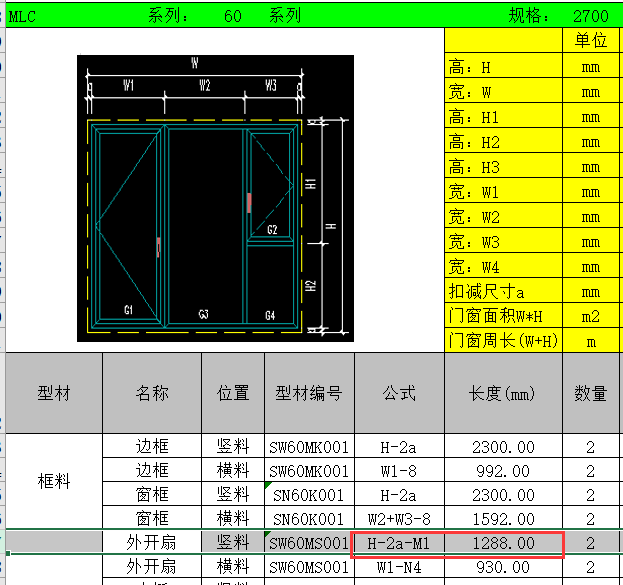 MLC 系列： 60 系列 规格： 2700
单位
高：H mm
宽：W mm
高：H1 mm
高：H2 mm
高：H3 mm
宽：W1 mm
宽：W2 mm
宽：W3 mm
宽：W4 mm
扣减尺寸a mm
门窗面积W*H m2
门窗周长(W+H) m
W
W1 W2 W3
a a
a
H1
H
G2
H2
G1 G3 G4
a
型材 名称 位置 型材编号 公式 长度(mm) 数量
框料
边框 竖料 SW60MK001 H-2a 2300.00 2
边框 横料 SW60MK001 W1-8 992.00 2
窗框 竖料 SN60K001 H-2a 2300.00 2
窗框 横料 SN60K001 W2+W3-8 1592.00 2
外开扇 竖料 SW60MS001 H-2a-M1 1288.00 2
外开扇 横料 SW60MS001 W1-N4 930.00 2